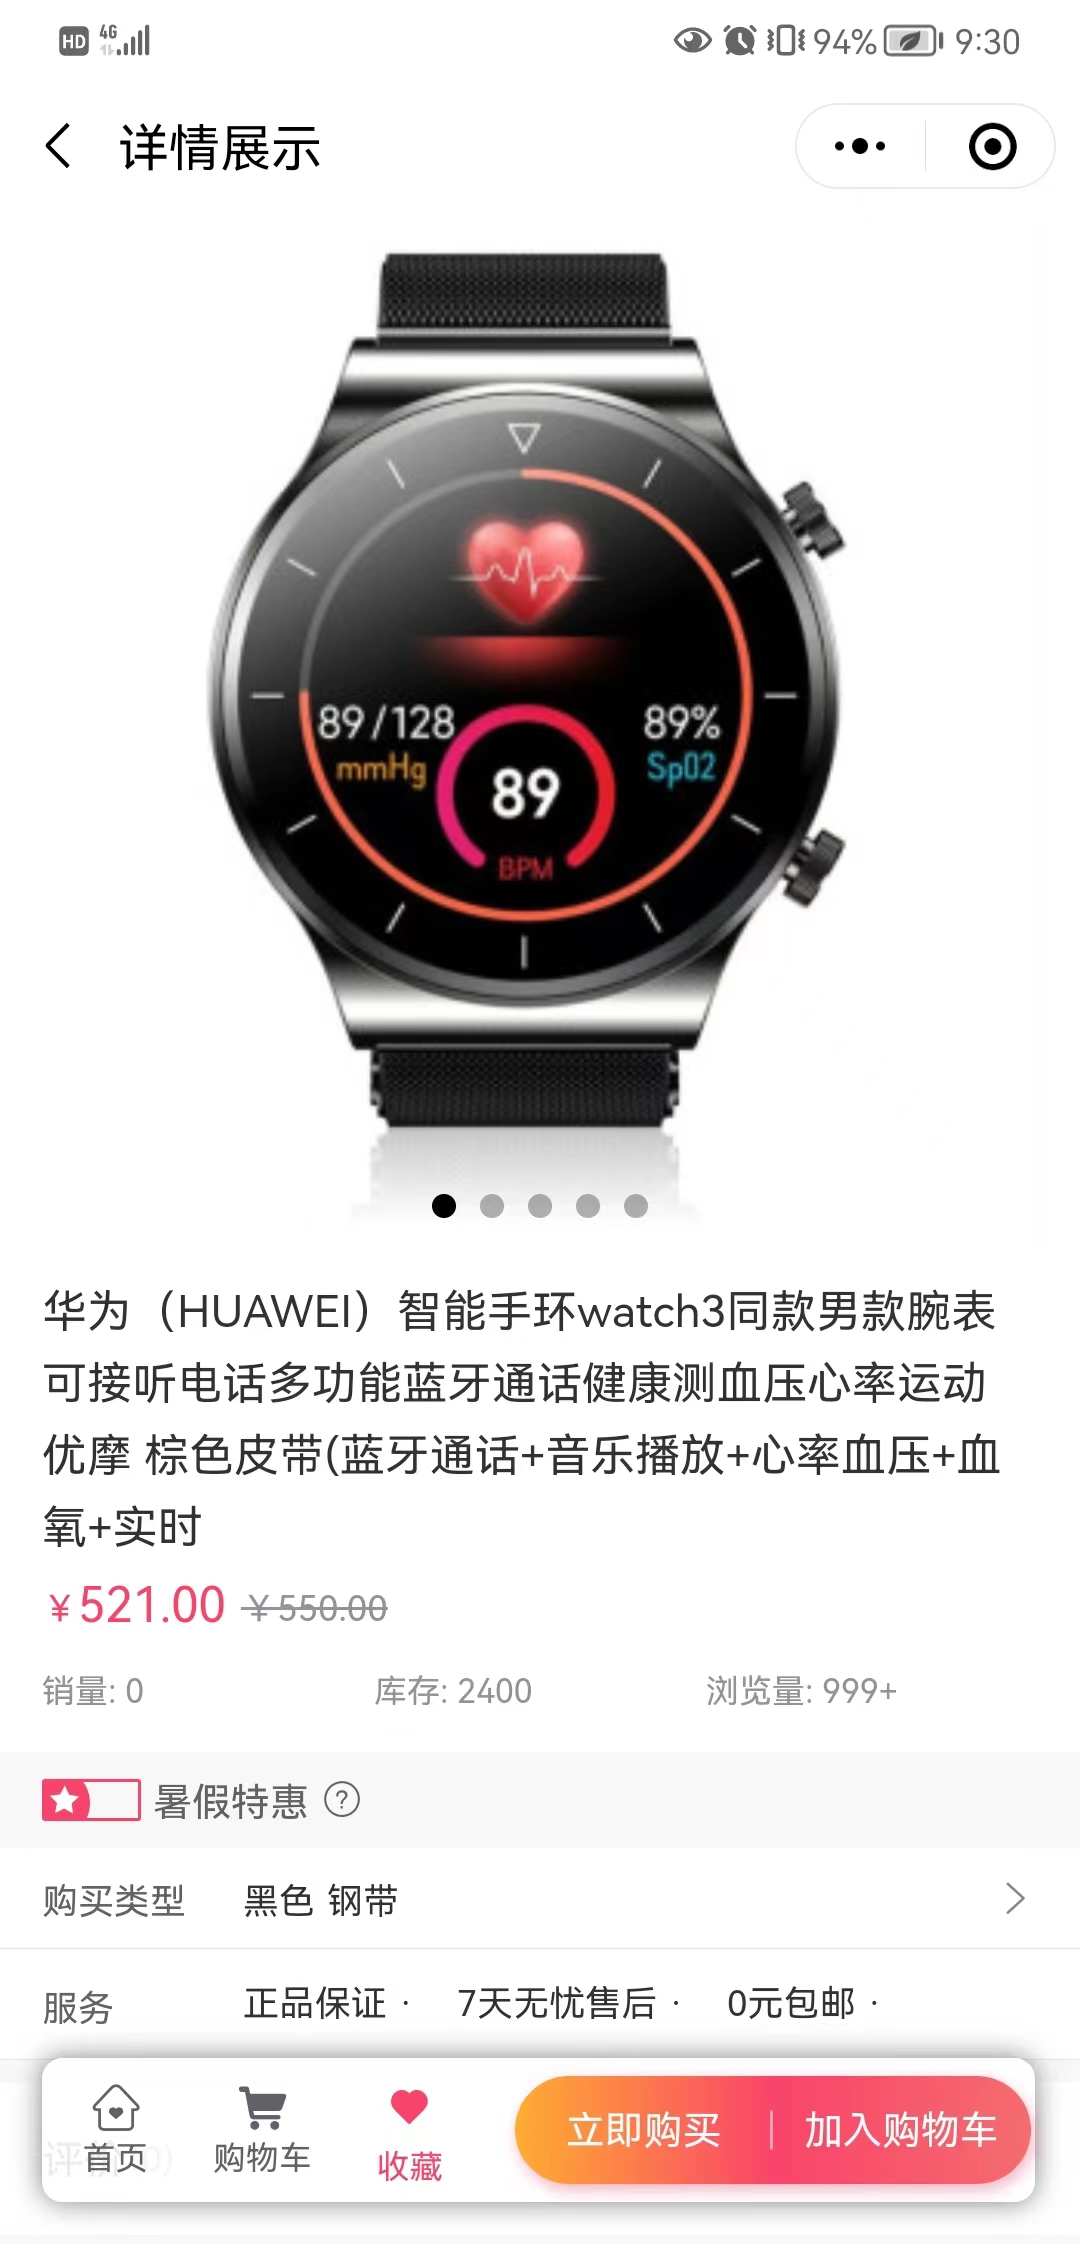 HD 4G 94% 9:30
详情展示
89/128
mmHg
89%
SpO2
89
BPM
华为（HUAWEI）智能手环watch3同款男款腕表
可接听电话多功能蓝牙通话健康测血压心率运动
优摩 棕色皮带(蓝牙通话+音乐播放+心率血压+血
氧+实时
￥521.00 ￥550.00
销量: 0 库存: 2400 浏览量: 999+
暑假特惠 ?
购买类型 黑色 钢带
服务 正品保证 · 7天无忧售后 · 0元包邮 ·
首页 购物车 收藏 立即购买 | 加入购物车